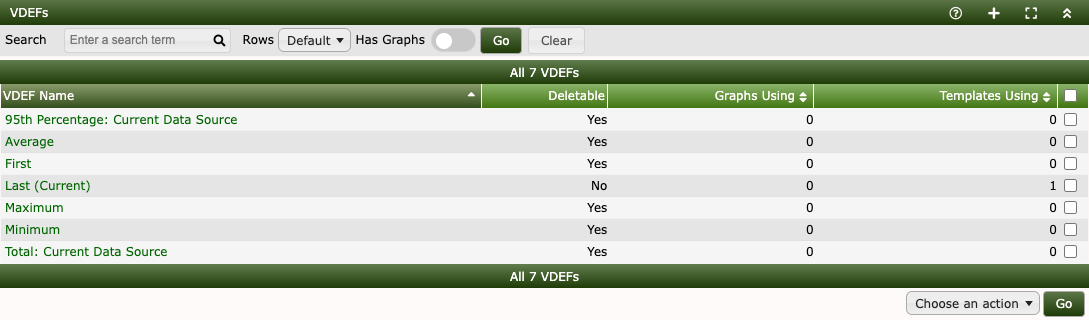 VDEFs
Search Enter a search term Rows Default Has Graphs Go Clear
All 7 VDEFs
VDEF Name Deletable Graphs Using Templates Using
95th Percentage: Current Data Source Yes 0 0
Average Yes 0 0
First Yes 0 0
Last (Current) No 0 1
Maximum Yes 0 0
Minimum Yes 0 0
Total: Current Data Source Yes 0 0
All 7 VDEFs
Choose an action Go